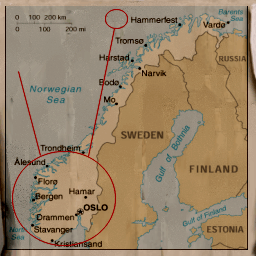 0 100 200 km
0 100 200 mi
Hammerfest
Barents
Sea
Vardø
Tromsø
Harstad
RUSSIA
Narvik
Norwegian
Sea
Bodø
Mo
Trondheim
SWEDEN
Gulf of Bothnia
Ålesund
FINLAND
Florø
Hamar
Bergen
OSLO
Drammen
Gulf of Finland
North
Sea
Stavanger
ESTONIA
Kristiansand